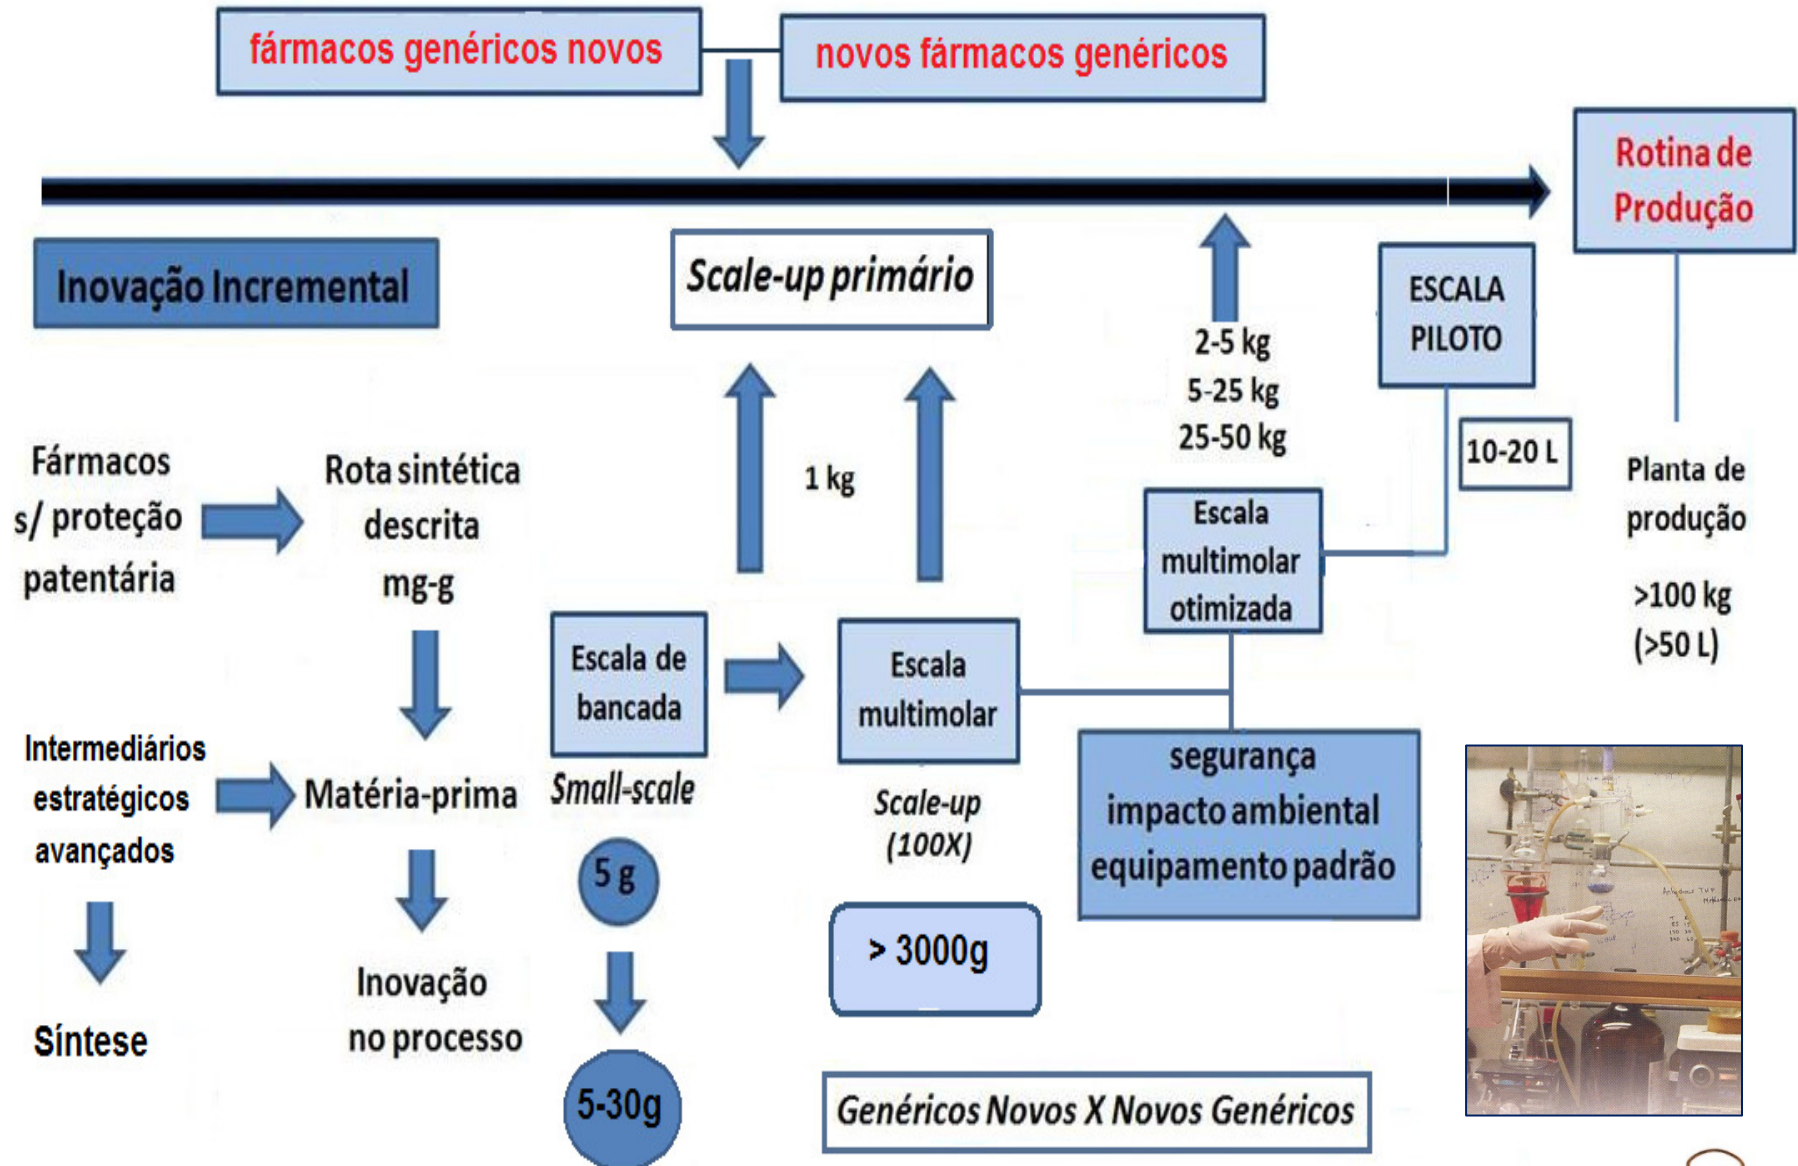 fármacos genéricos novos
novos fármacos genéricos
Rotina de
Produção
Inovação Incremental
Scale-up primário
ESCALA
PILOTO
2-5 kg
5-25 kg
25-50 kg
10-20 L
Fármacos
s/ proteção
patentária
Rota sintética
descrita
mg-g
1 kg
Planta de
produção
>100 kg
(>50 L)
Escala
multimolar
otimizada
Escala de
bancada
Escala
multimolar
Intermediários
estratégicos
avançados
Matéria-prima
Small-scale
Scale-up
(100X)
segurança
impacto ambiental
equipamento padrão
5 g
> 3000g
Síntese
Inovação
no processo
5-30g
Genéricos Novos X Novos Genéricos